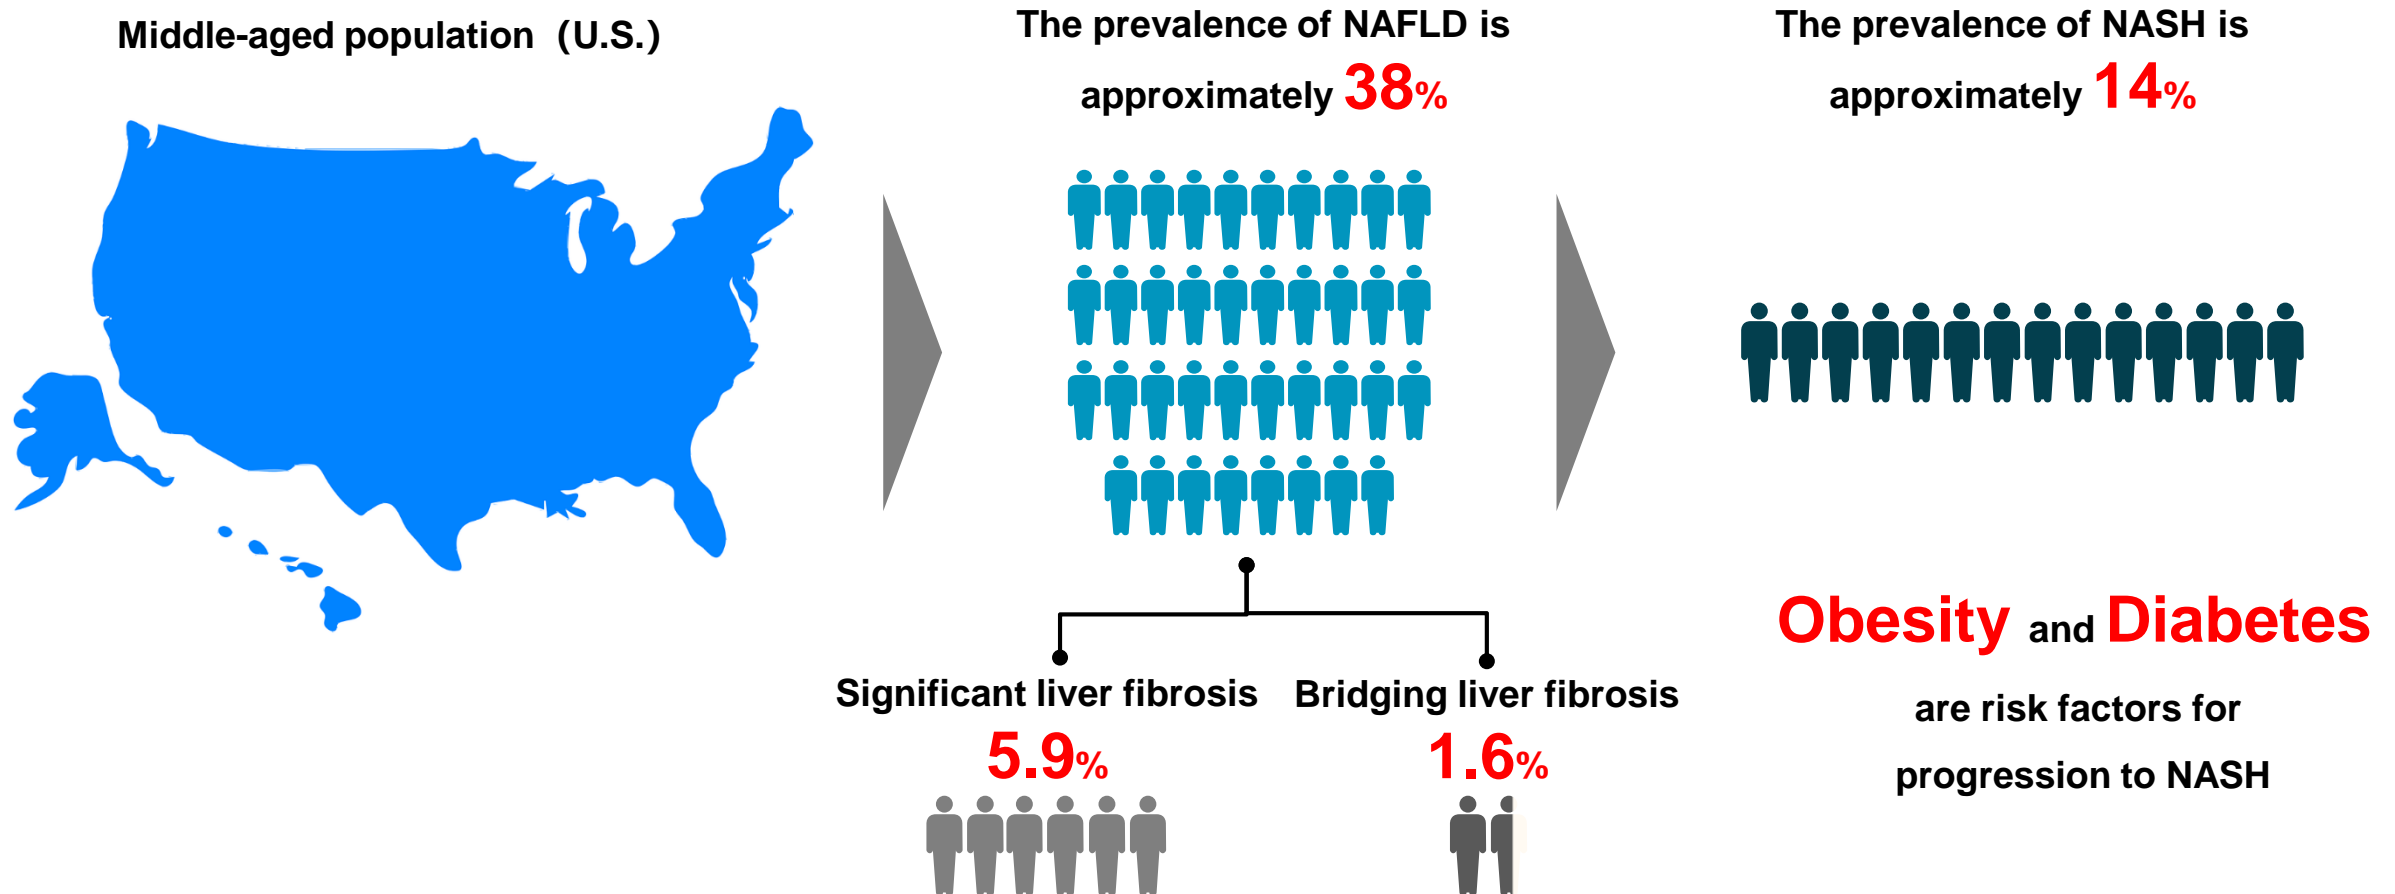 Middle-aged population (U.S.)
The prevalence of NAFLD is
approximately 38%
The prevalence of NASH is
approximately 14%
Significant liver fibrosis
5.9%
Bridging liver fibrosis
1.6%
Obesity and Diabetes
are risk factors for
progression to NASH